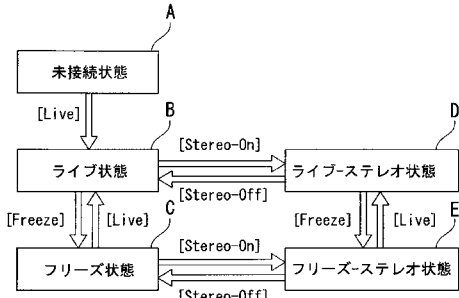 A
未接続状態
[Live]
B
D
[Stereo-On]
ライブ状態
ライブ-ステレオ状態
[Stereo-Off]
[Freeze]
[Live]
C
[Freeze]
[Live]
E
[Stereo-On]
フリーズ状態
フリーズ-ステレオ状態
[Stereo-Off]